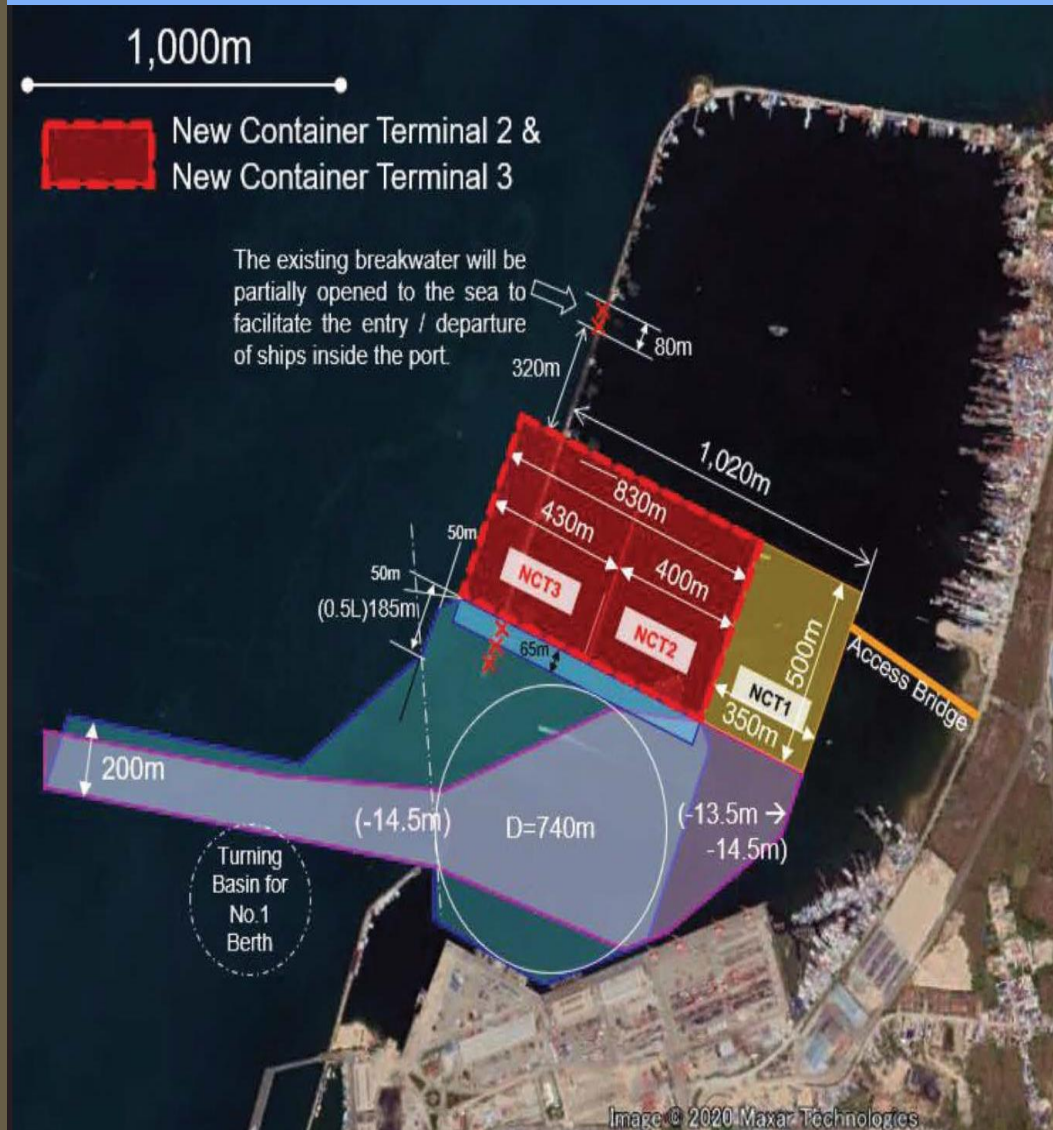 1,000m
New Container Terminal 2 &
New Container Terminal 3
The existing breakwater will be
partially opened to the sea to
facilitate the entry / departure
of ships inside the port.
80m
320m
1,020m
830m
430m
400m
50m
50m
(0.5L)185m
NCT3
NCT2
65m
500m
NCT1
350m
Access Bridge
200m
(-14.5m)
D=740m
(-13.5m →
-14.5m)
Turning
Basin for
No.1
Berth
Image © 2020 Maxar Technologies